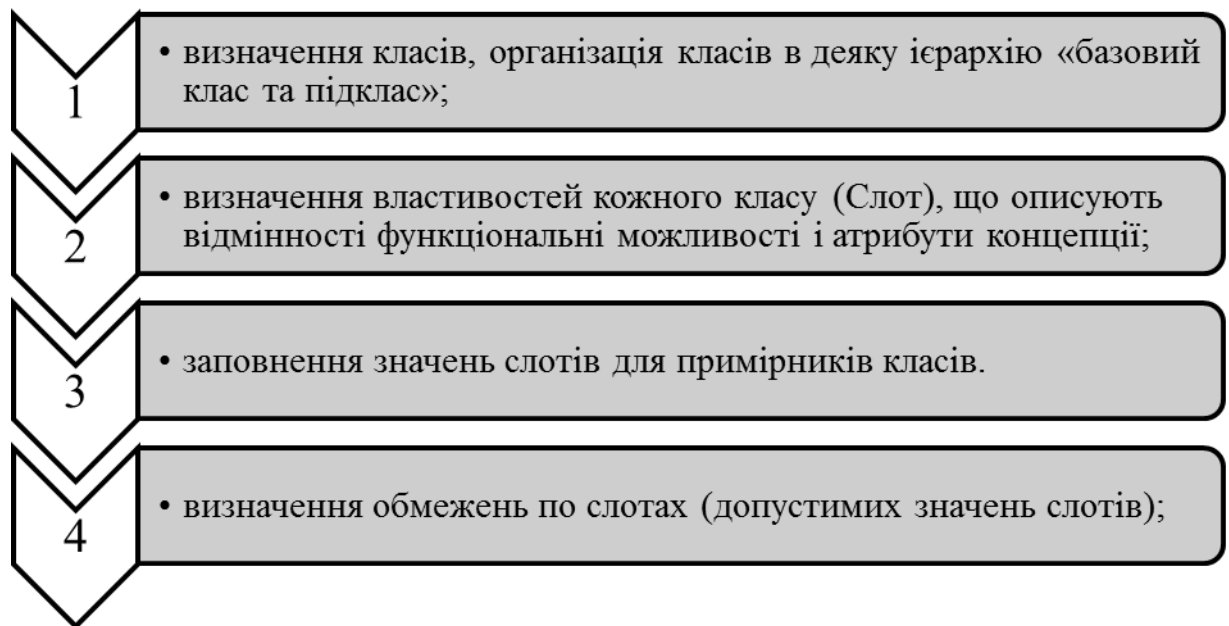 1
• визначення класів, організація класів в деяку ієрархію «базовий
клас та підклас»;
2
• визначення властивостей кожного класу (Слот), що описують
відмінності функціональні можливості і атрибути концепції;
3
• заповнення значень слотів для примірників класів.
4
• визначення обмежень по слотах (допустимих значень слотів);